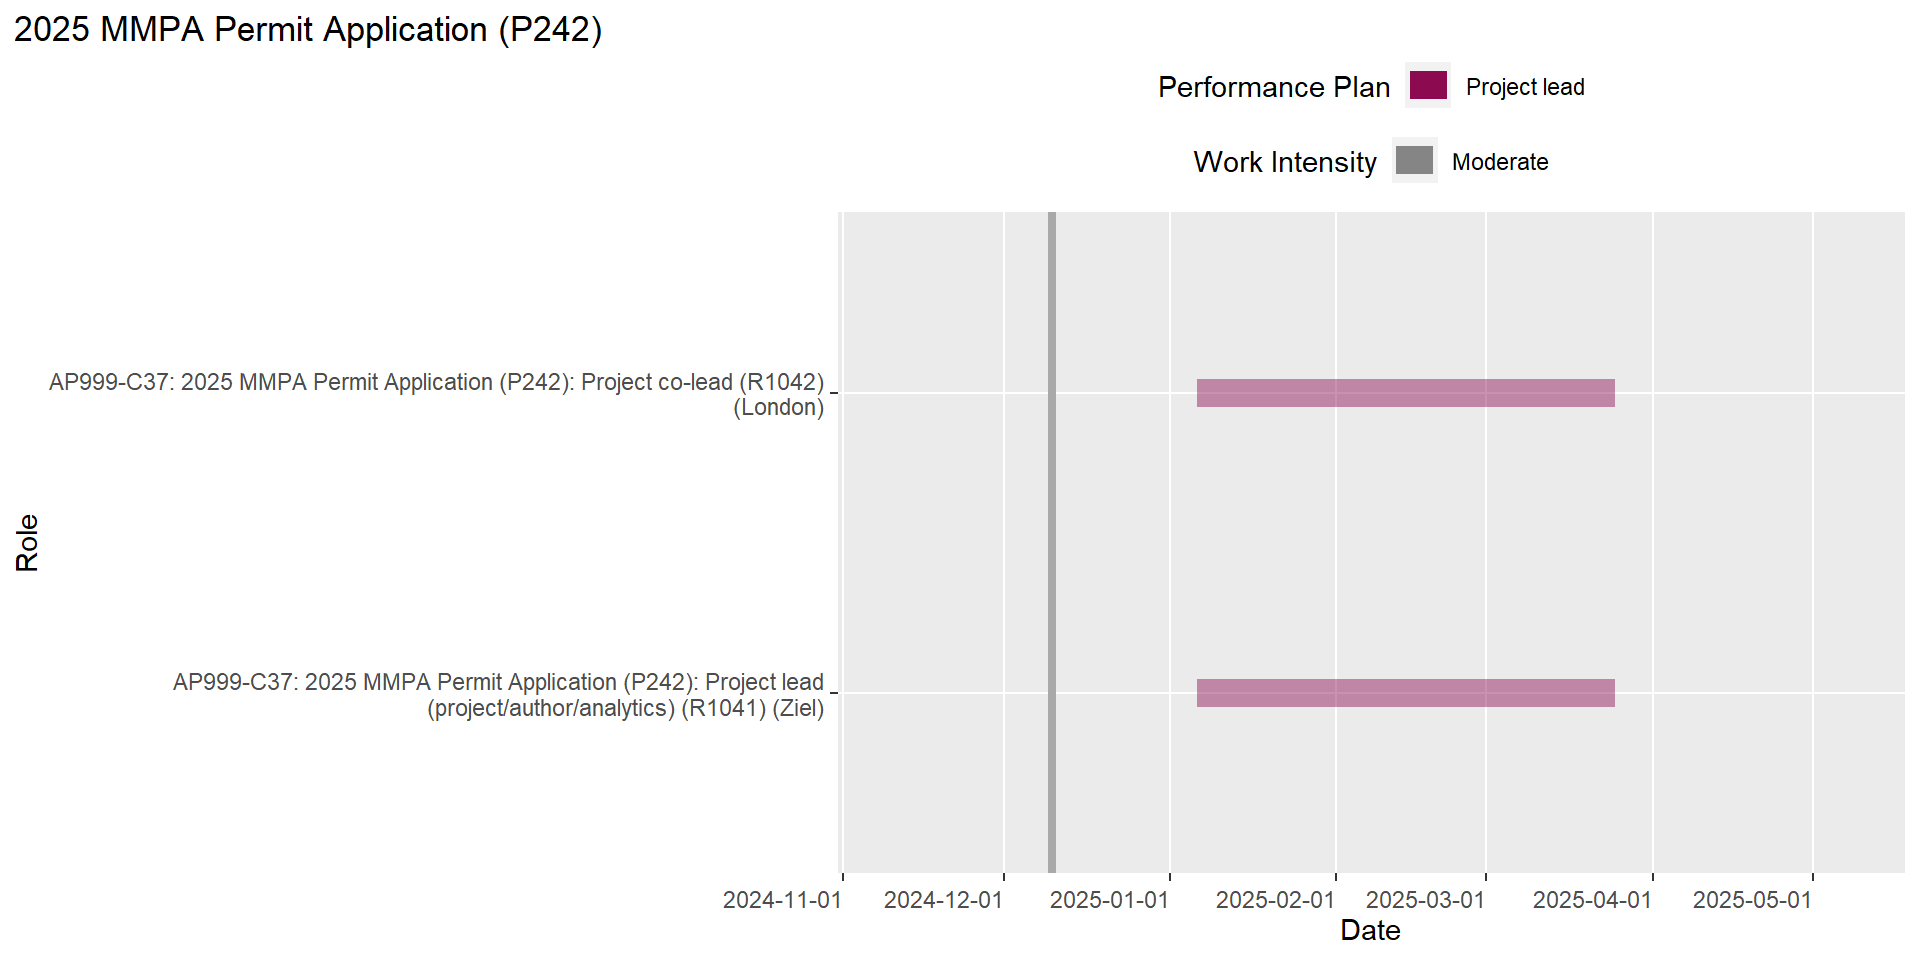 2025 MMPA Permit Application (P242)
Performance Plan
Project lead
Work Intensity
Moderate
AP999-C37: 2025 MMPA Permit Application (P242): Project co-lead (R1042)
(London)
Role
AP999-C37: 2025 MMPA Permit Application (P242): Project lead
(project/author/analytics) (R1041) (Ziel)
2024-11-01
2024-12-01
2025-01-01
2025-02-01
2025-03-01
2025-04-01
2025-05-01
Date